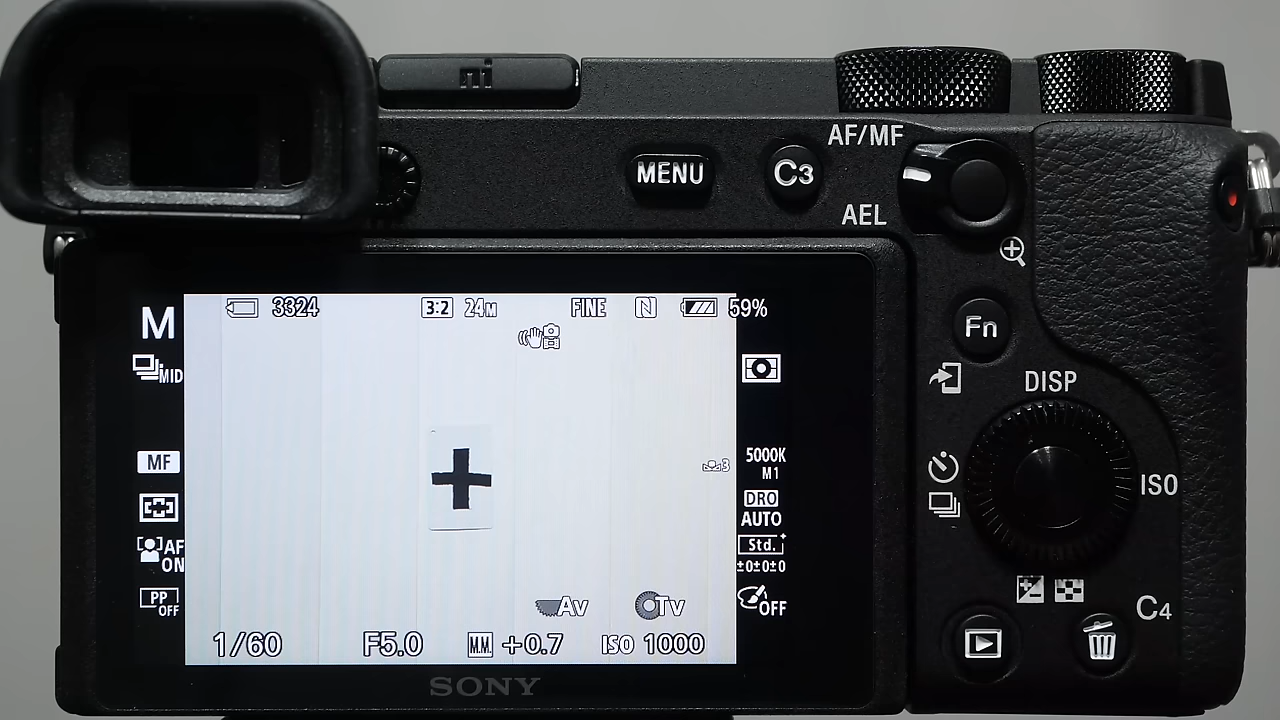 mi
AF/MF
MENU
C3
AEL
M
3324
3:2
24M
FINE
N
59%
MID
Fn
DISP
MF
5000K
M1
3
DRO
AUTO
ISO
AF
ON
Std.
±0±0±0
PP
OFF
Av
Tv
OFF
C4
1/60
F5.0
M.M.
+0.7
ISO 1000
SONY